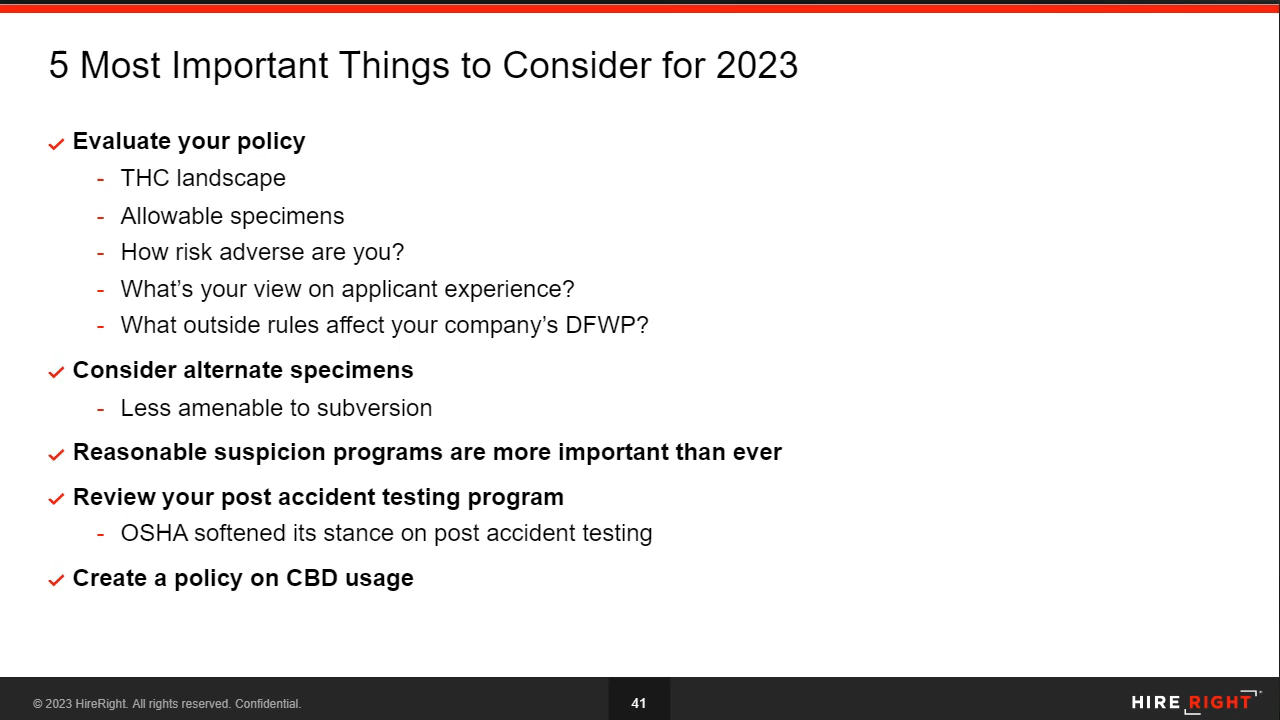 5 Most Important Things to Consider for 2023
Evaluate your policy
- THC landscape
- Allowable specimens
- How risk adverse are you?
- What’s your view on applicant experience?
- What outside rules affect your company’s DFWP?
Consider alternate specimens
- Less amenable to subversion
Reasonable suspicion programs are more important than ever
Review your post accident testing program
- OSHA softened its stance on post accident testing
Create a policy on CBD usage
© 2023 HireRight. All rights reserved. Confidential.
41
HIRE RIGHT